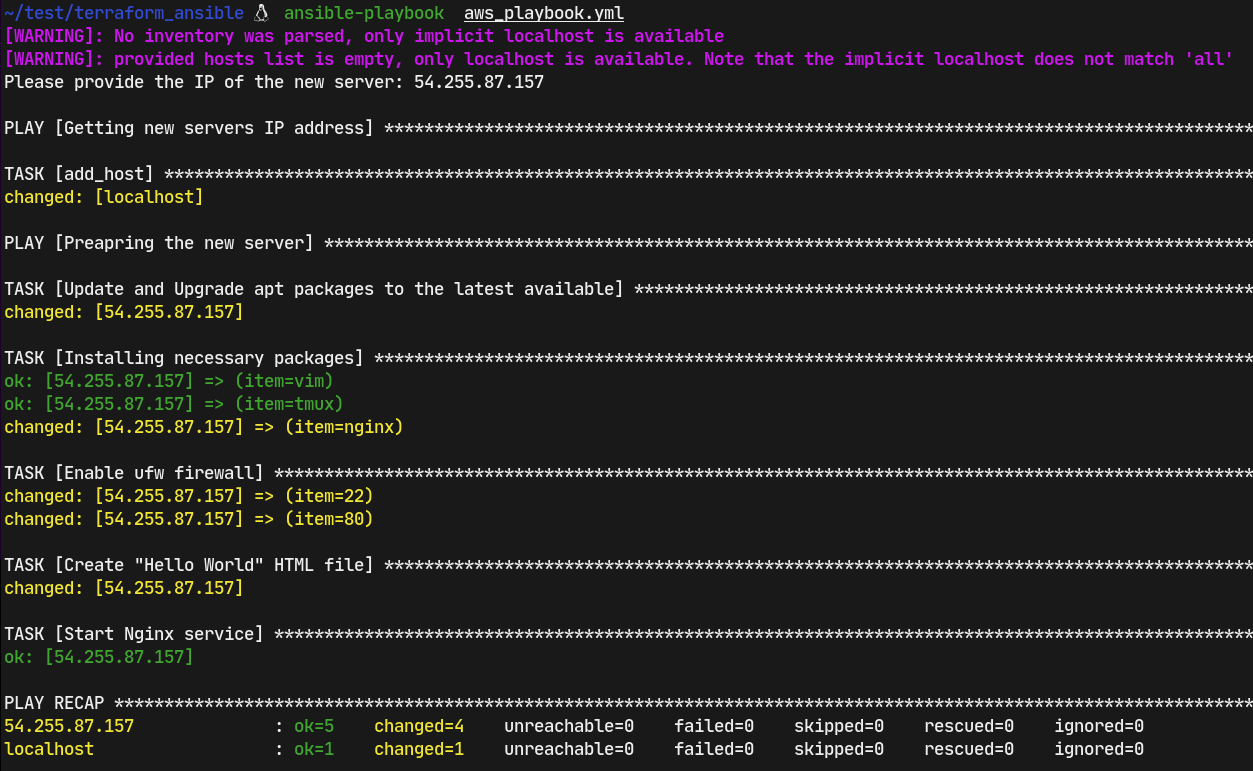 ~/test/terraform_ansible ansible-playbook aws_playbook.yml
[WARNING]: No inventory was parsed, only implicit localhost is available
[WARNING]: provided hosts list is empty, only localhost is available. Note that the implicit localhost does not match 'all'
Please provide the IP of the new server: 54.255.87.157
PLAY [Getting new servers IP address] ***************************************************************************************
TASK [add_host] *************************************************************************************************************
changed: [localhost]
PLAY [Preapring the new server] *********************************************************************************************
TASK [Update and Upgrade apt packages to the latest available] **************************************************************
changed: [54.255.87.157]
TASK [Installing necessary packages] ****************************************************************************************
ok: [54.255.87.157] => (item=vim)
ok: [54.255.87.157] => (item=tmux)
changed: [54.255.87.157] => (item=nginx)
TASK [Enable ufw firewall] **************************************************************************************************
changed: [54.255.87.157] => (item=22)
changed: [54.255.87.157] => (item=80)
TASK [Create "Hello World" HTML file] ***************************************************************************************
changed: [54.255.87.157]
TASK [Start Nginx service] **************************************************************************************************
ok: [54.255.87.157]
PLAY RECAP ******************************************************************************************************************
54.255.87.157              : ok=5    changed=4    unreachable=0    failed=0    skipped=0    rescued=0    ignored=0
localhost                  : ok=1    changed=1    unreachable=0    failed=0    skipped=0    rescued=0    ignored=0